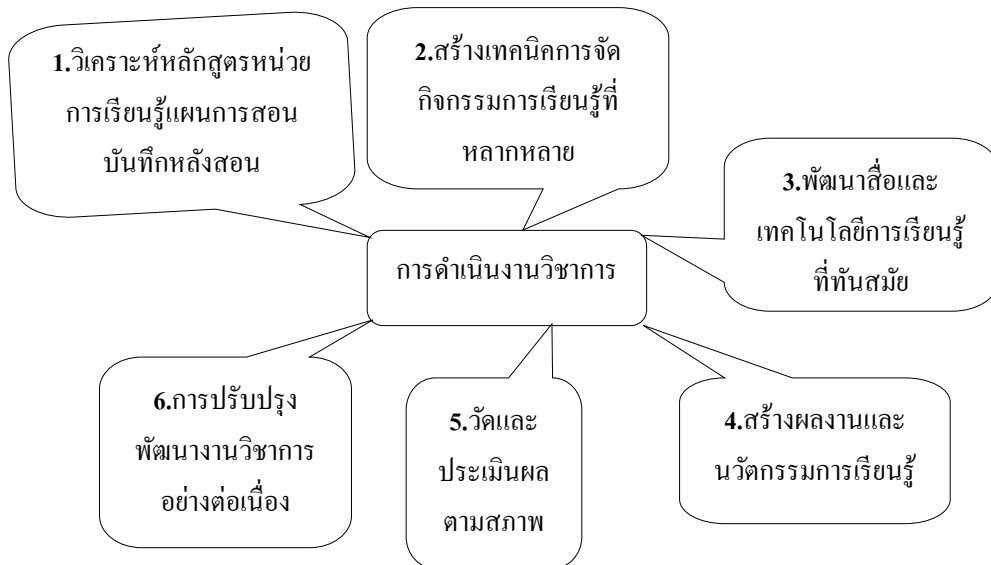 1.วิเคราะห์หลักสูตรหน่วย
การเรียนรู้แผนการสอน
บันทึกหลังสอน
2.สร้างเทคนิคการจัด
กิจกรรมการเรียนรู้ที่
หลากหลาย
3.พัฒนาสื่อและ
เทคโนโลยีการเรียนรู้
ที่ทันสมัย
การดำเนินงานวิชาการ
6.การปรับปรุง
พัฒนางานวิชาการ
อย่างต่อเนื่อง
5.วัดและ
ประเมินผล
ตามสภาพ
4.สร้างผลงานและ
นวัตกรรมการเรียนรู้